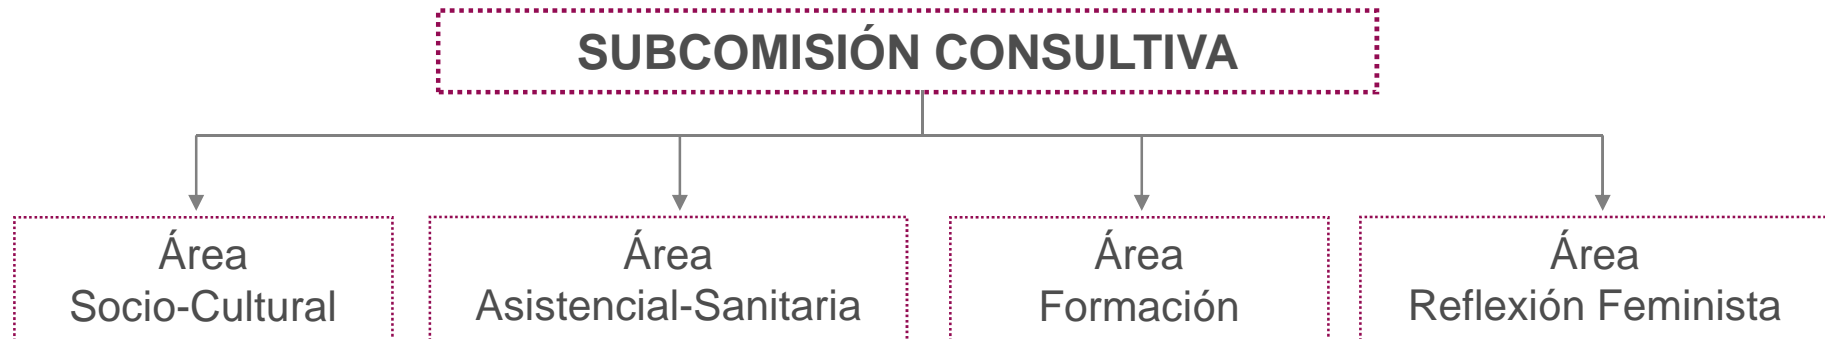 SUBCOMISIÓN CONSULTIVA
Área
Socio-Cultural
Área
Asistencial-Sanitaria
Área
Formación
Área
Reflexión Feminista